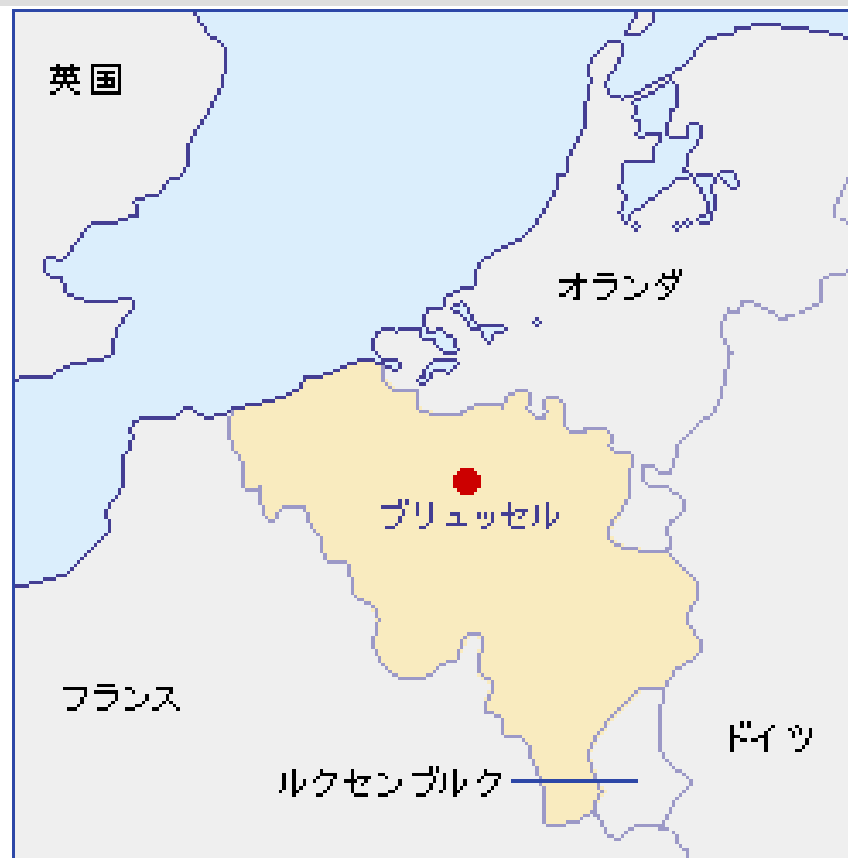 英国
オランダ
ブリュッセル
フランス
ドイツ
ルクセンブルク